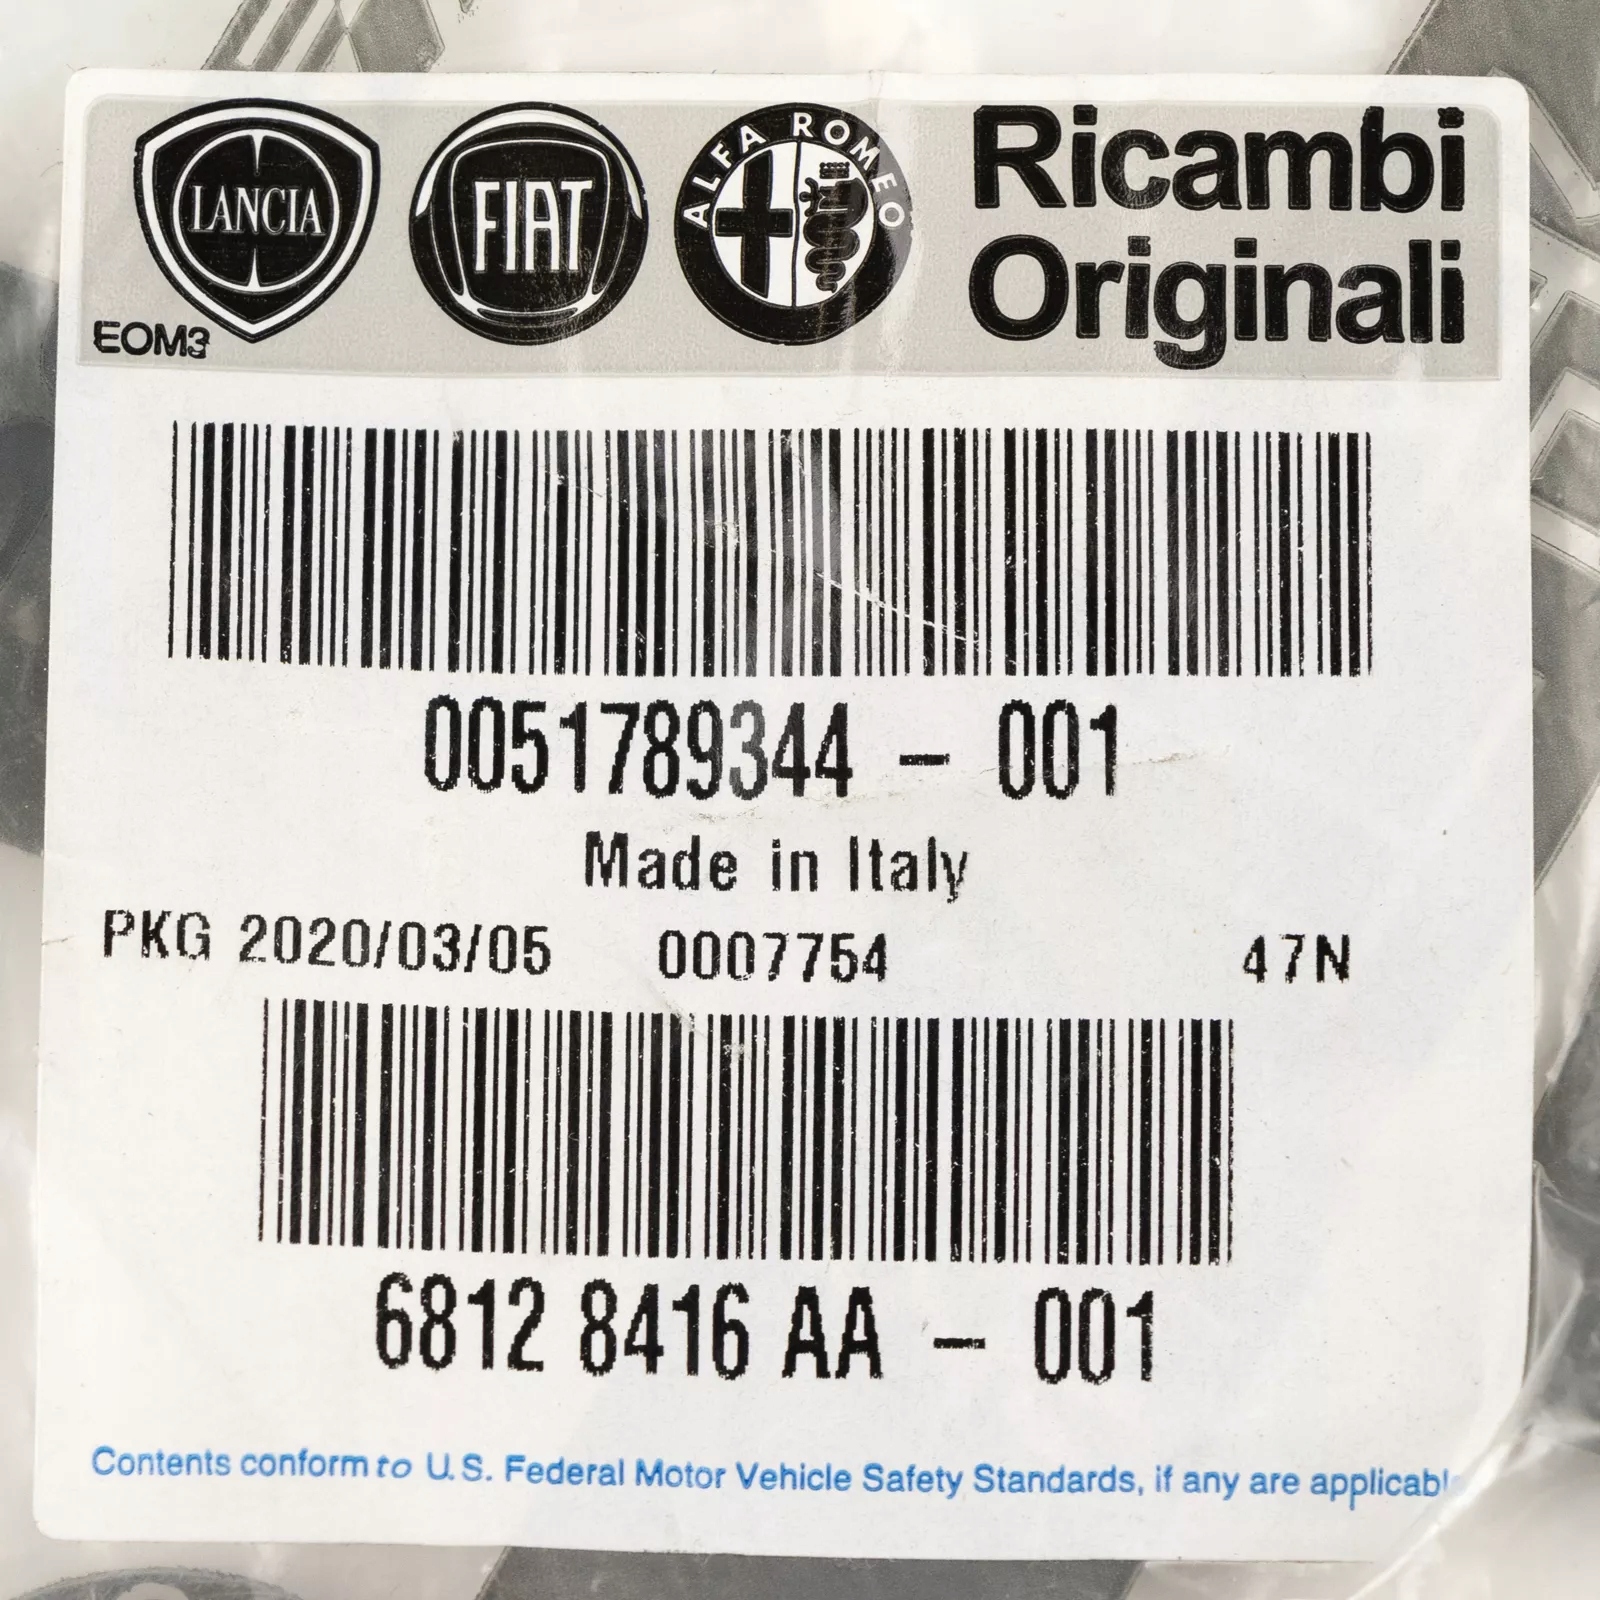 LANCIA
FIAT
ALFA ROMEO
Ricambi
Originali
EOM3
0051789344 – 001
Made in Italy
PKG 2020/03/05 0007754 47N
6812 8416 AA – 001
Contents conform to U.S. Federal Motor Vehicle Safety Standards, if any are applicable